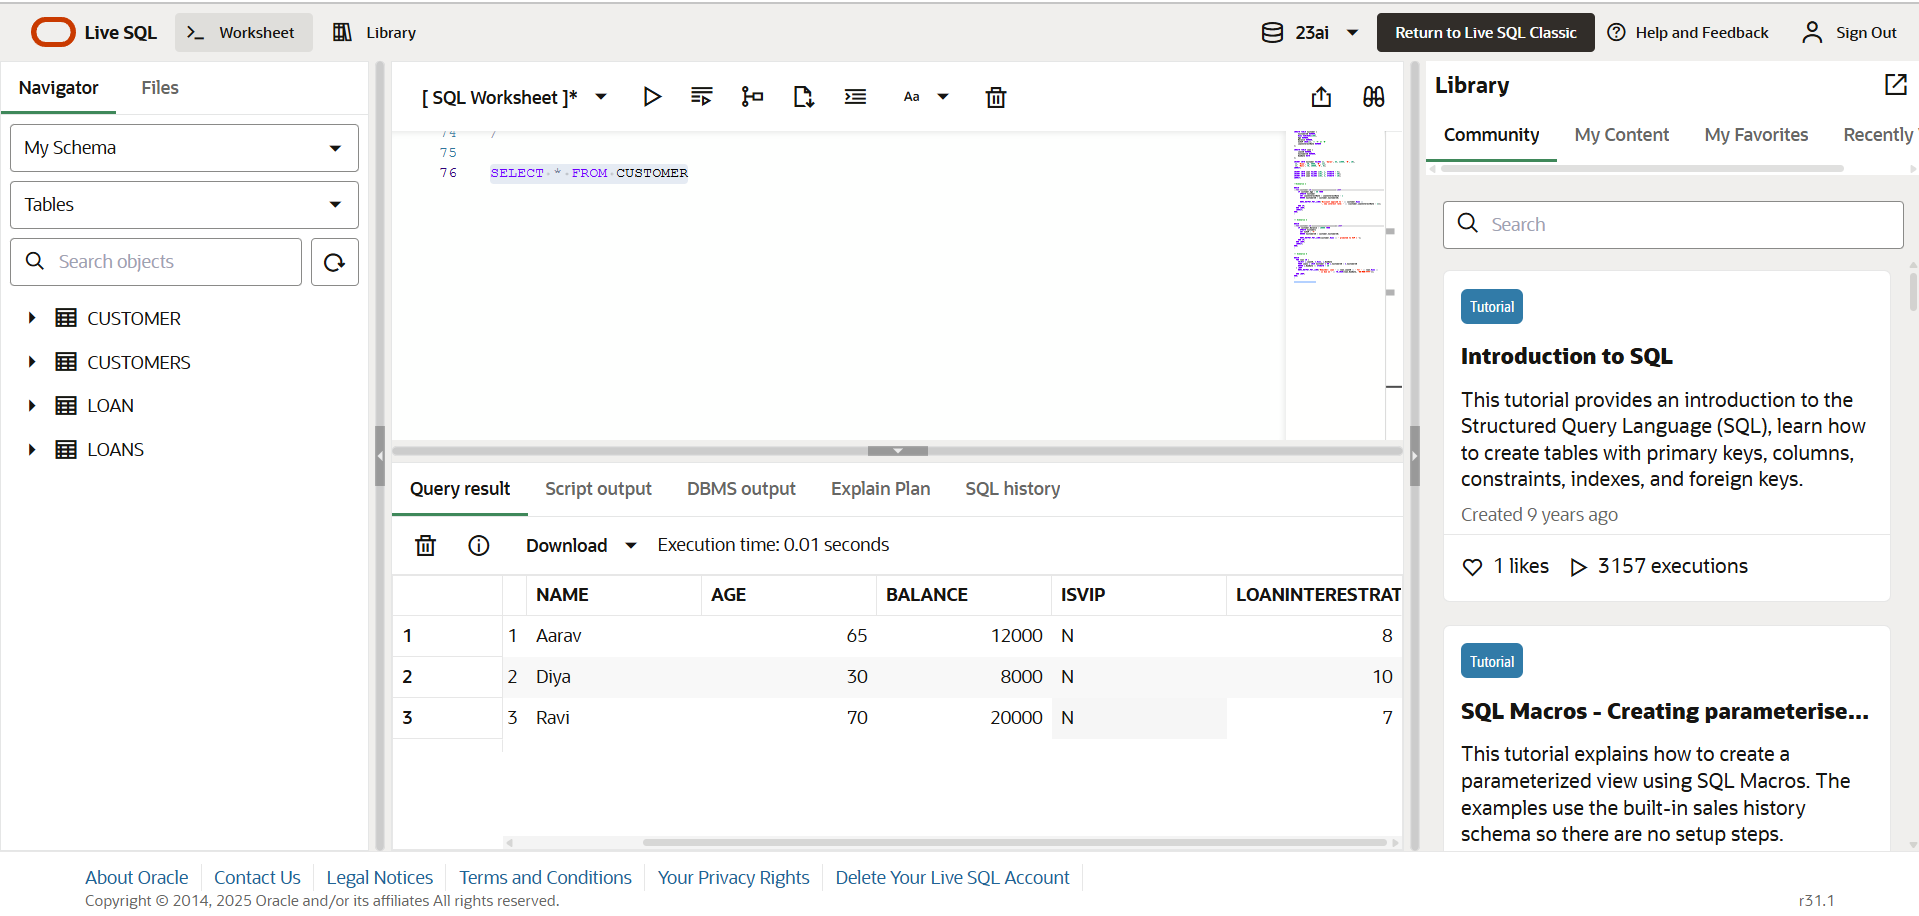 Live SQL
Worksheet
Library
23ai
Return to Live SQL Classic
Help and Feedback
Sign Out
Navigator
Files
My Schema
Tables
Search objects
CUSTOMER
CUSTOMERS
LOAN
LOANS
[ SQL Worksheet ]*
Aa
74 /
75
76 SELECT * FROM CUSTOMER
Query result
Script output
DBMS output
Explain Plan
SQL history
Download
Execution time: 0.01 seconds
NAME AGE BALANCE ISVIP LOANINTERESTRAT
1 1 Aarav 65 12000 N 8
2 2 Diya 30 8000 N 10
3 3 Ravi 70 20000 N 7
Library
Community
My Content
My Favorites
Recently
Search
Tutorial
Introduction to SQL
This tutorial provides an introduction to the
Structured Query Language (SQL), learn how
to create tables with primary keys, columns,
constraints, indexes, and foreign keys.
Created 9 years ago
1 likes
3157 executions
Tutorial
SQL Macros - Creating parameterise...
This tutorial explains how to create a
parameterized view using SQL Macros. The
examples use the built-in sales history
schema so there are no setup steps.
About Oracle
Contact Us
Legal Notices
Terms and Conditions
Your Privacy Rights
Delete Your Live SQL Account
Copyright © 2014, 2025 Oracle and/or its affiliates All rights reserved.
r31.1